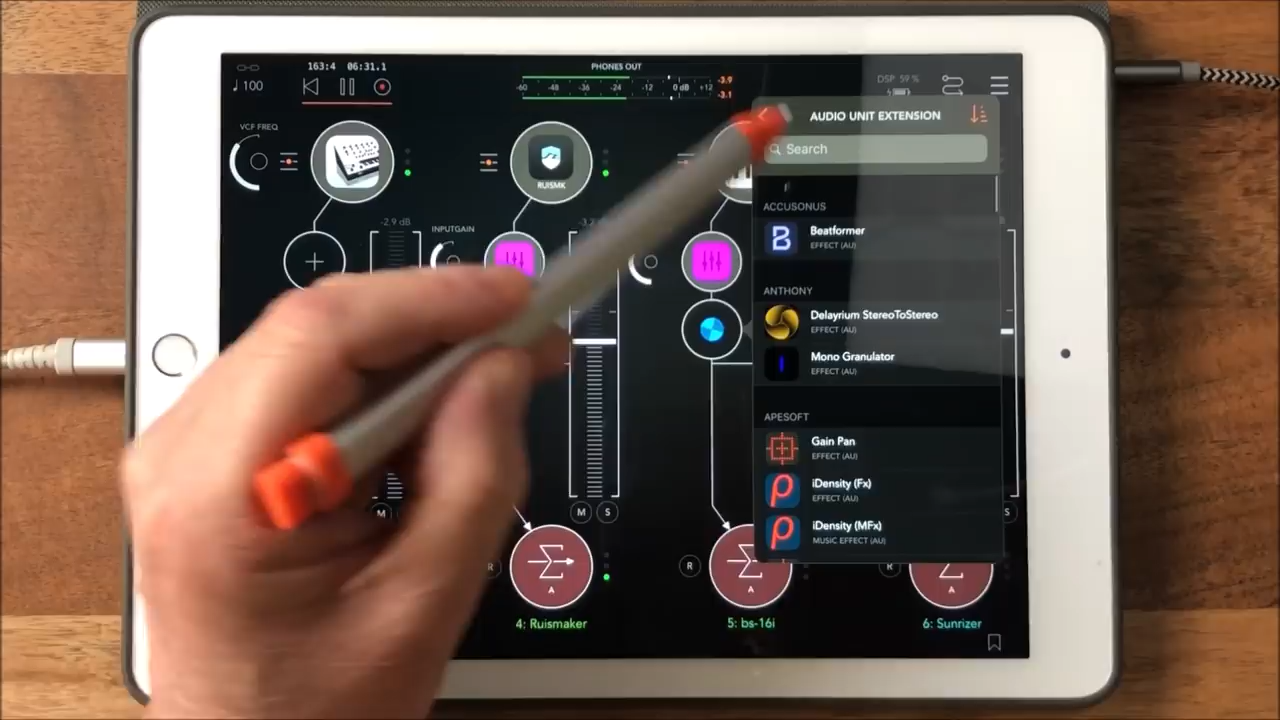 163:4 06:31.1
PHONES OUT
♩100
-60 -48 -36 -24 -12 0 dB +12
-3.9
-3.1
DSP 59 %
AUDIO UNIT EXTENSION
Search
VCF FREQ
RUISMK
-2.9 dB
INPUTGAIN
ACCUSONUS
Beatformer
EFFECT (AU)
ANTHONY
Delayrium StereoToStereo
EFFECT (AU)
Mono Granulator
EFFECT (AU)
APESOFT
Gain Pan
EFFECT (AU)
iDensity (Fx)
EFFECT (AU)
iDensity (MFx)
MUSIC EFFECT (AU)
M M S S
R R R
A A A
4: Ruismaker 5: bs-16i 6: Sunrizer